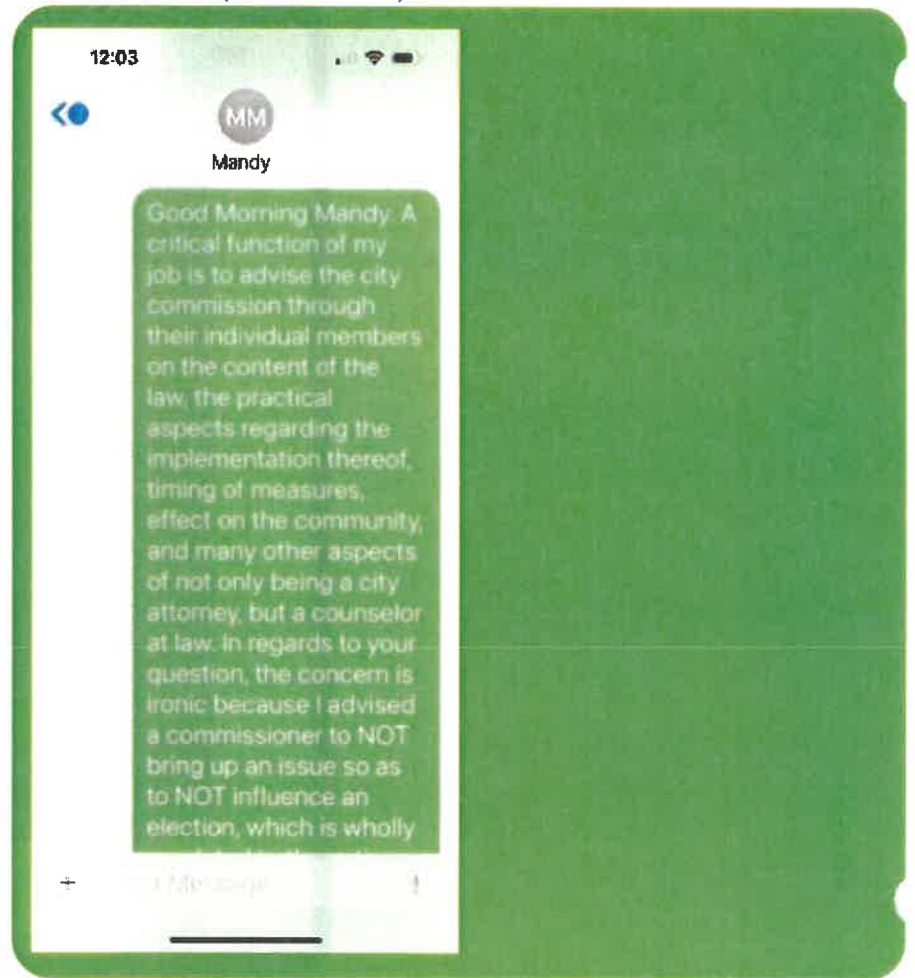 12:03
MM
Mandy
Good Morning Mandy. A
critical function of my
job is to advise the city
commission through
their individual members
on the content of the
law, the practical
aspects regarding the
implementation thereof,
timing of measures,
effect on the community,
and many other aspects
of not only being a city
attorney, but a counselor
at law. In regards to your
question, the concern is
ironic because I advised
a commissioner to NOT
bring up an issue so as
to NOT influence an
election, which is wholly
+ Message